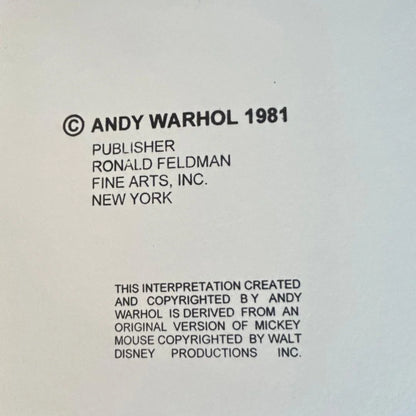 © ANDY WARHOL 1981
PUBLISHER
RONALD FELDMAN
FINE ARTS, INC.
NEW YORK
THIS INTERPRETATION CREATED
AND COPYRIGHTED BY ANDY
WARHOL IS DERIVED FROM AN
ORIGINAL VERSION OF MICKEY
MOUSE COPYRIGHTED BY WALT
DISNEY PRODUCTIONS INC.